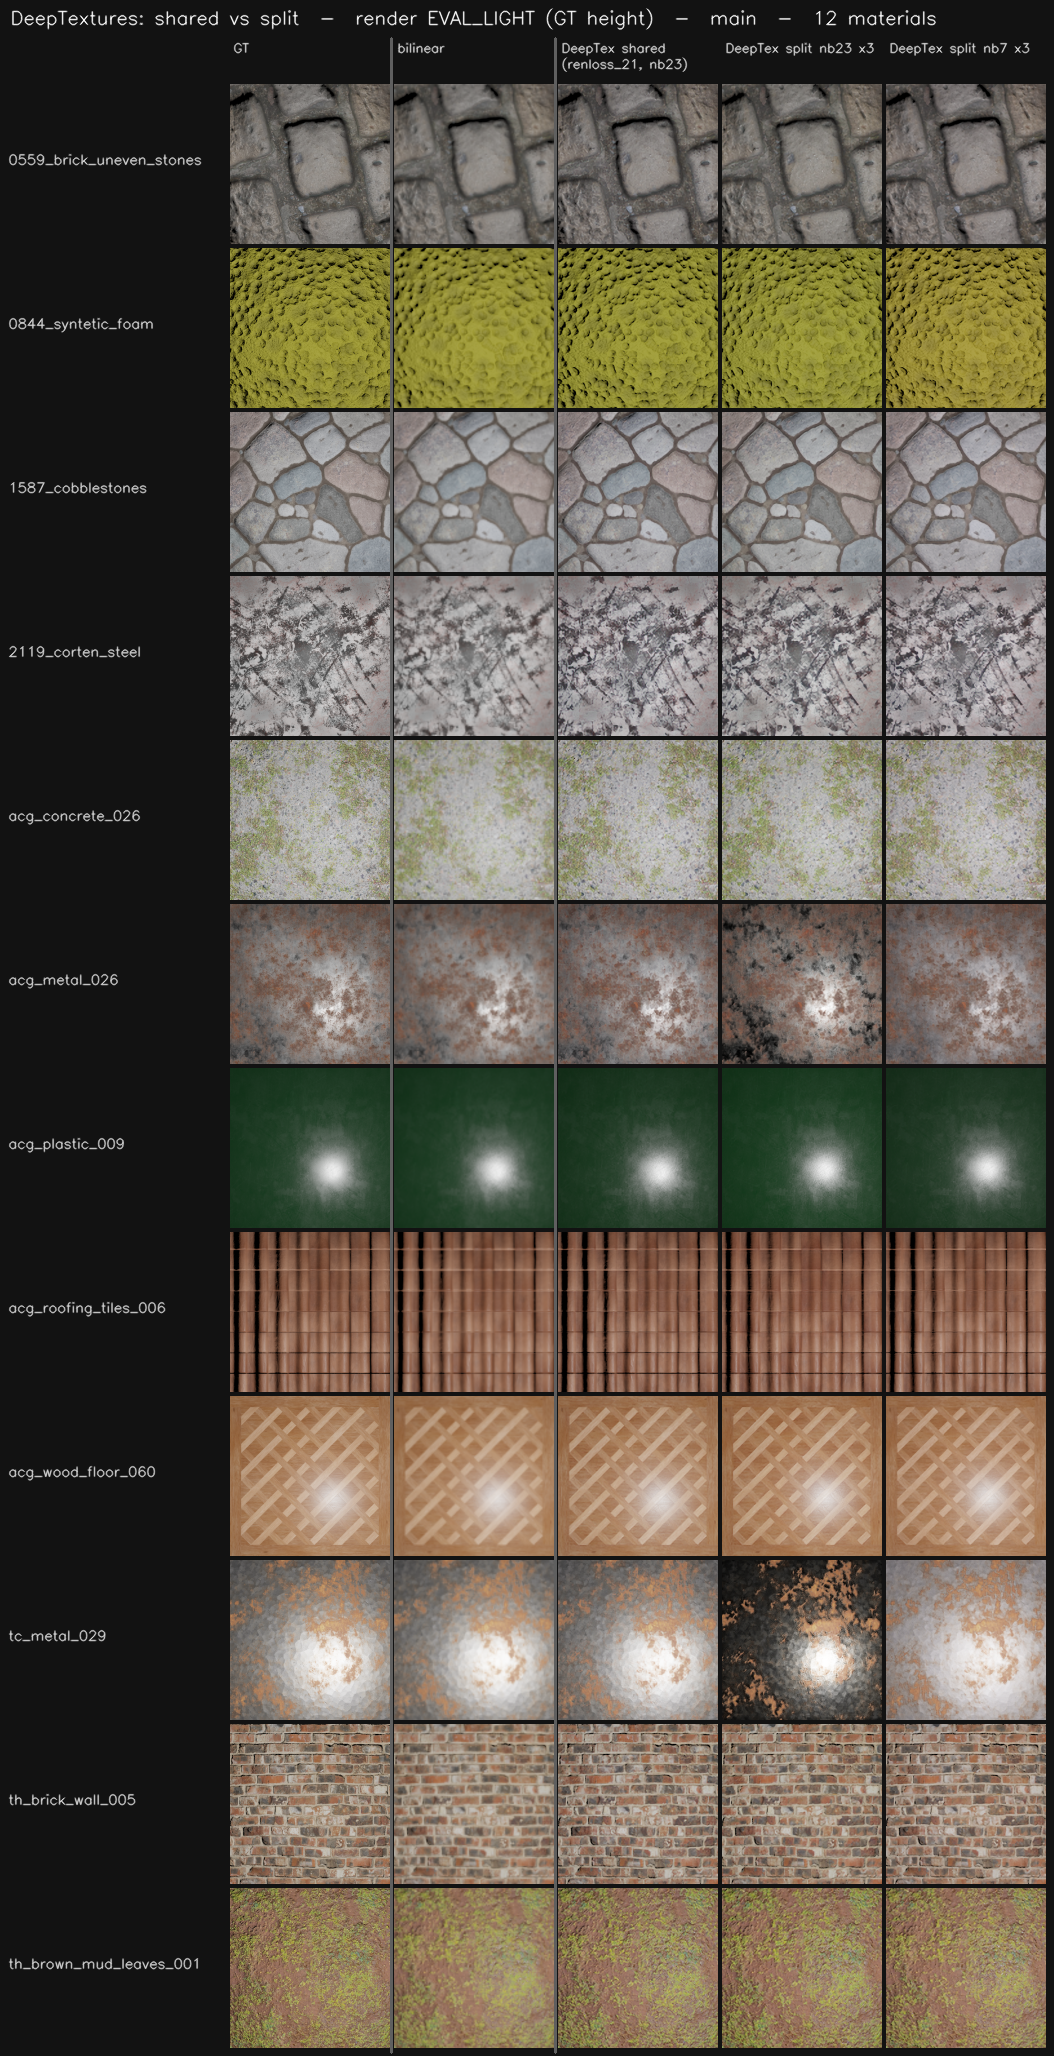 DeepTextures: shared vs split — render EVAL_LIGHT (GT height) — main — 12 materials
GT
bilinear
DeepTex shared
(renloss_21, nb23)
DeepTex split nb23 x3
DeepTex split nb7 x3
0559_brick_uneven_stones
0844_syntetic_foam
1587_cobblestones
2119_corten_steel
acg_concrete_026
acg_metal_026
acg_plastic_009
acg_roofing_tiles_006
acg_wood_floor_060
tc_metal_029
th_brick_wall_005
th_brown_mud_leaves_001